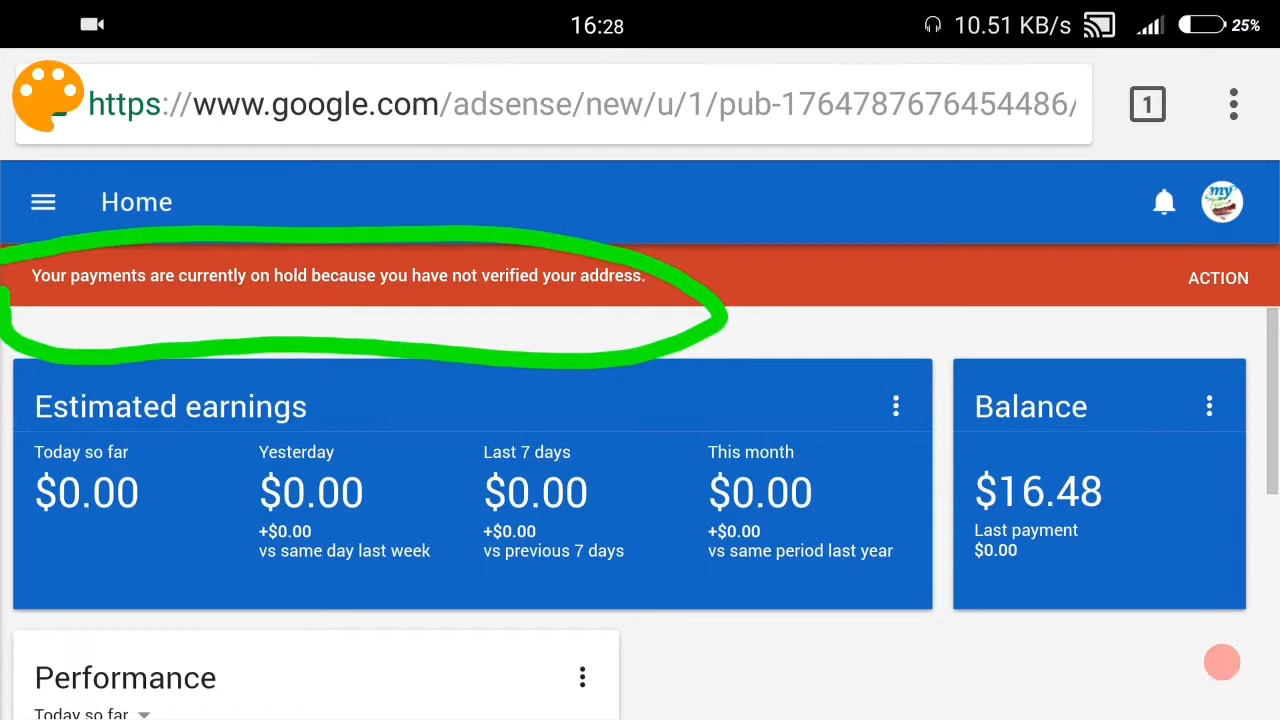 16:28
10.51 KB/s
25%
https://www.google.com/adsense/new/u/1/pub-1764787676454486/
1
Home
my
Your payments are currently on hold because you have not verified your address.
ACTION
Estimated earnings
Today so far
$0.00
Yesterday
$0.00
+$0.00
vs same day last week
Last 7 days
$0.00
+$0.00
vs previous 7 days
This month
$0.00
+$0.00
vs same period last year
Balance
$16.48
Last payment
$0.00
Performance
Today so far